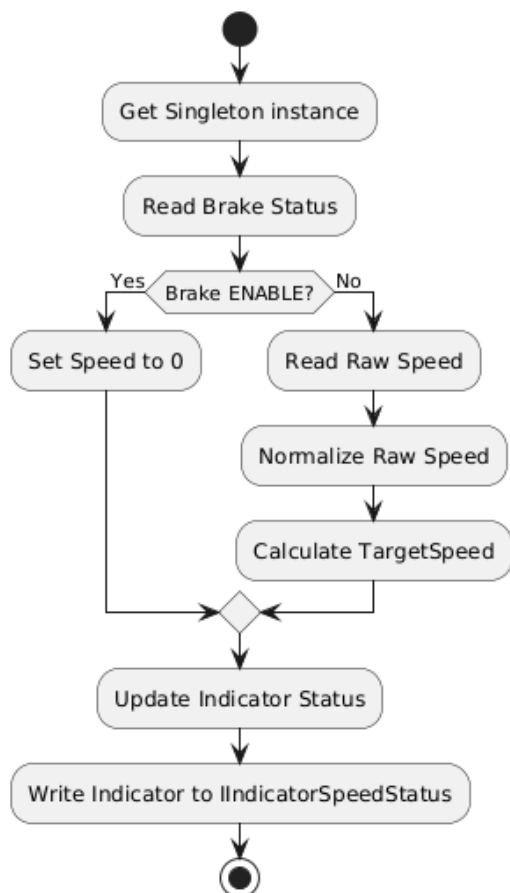 Get Singleton instance
Read Brake Status
Yes
Brake ENABLE?
No
Set Speed to 0
Read Raw Speed
Normalize Raw Speed
Calculate TargetSpeed
Update Indicator Status
Write Indicator to IIndicatorSpeedStatus